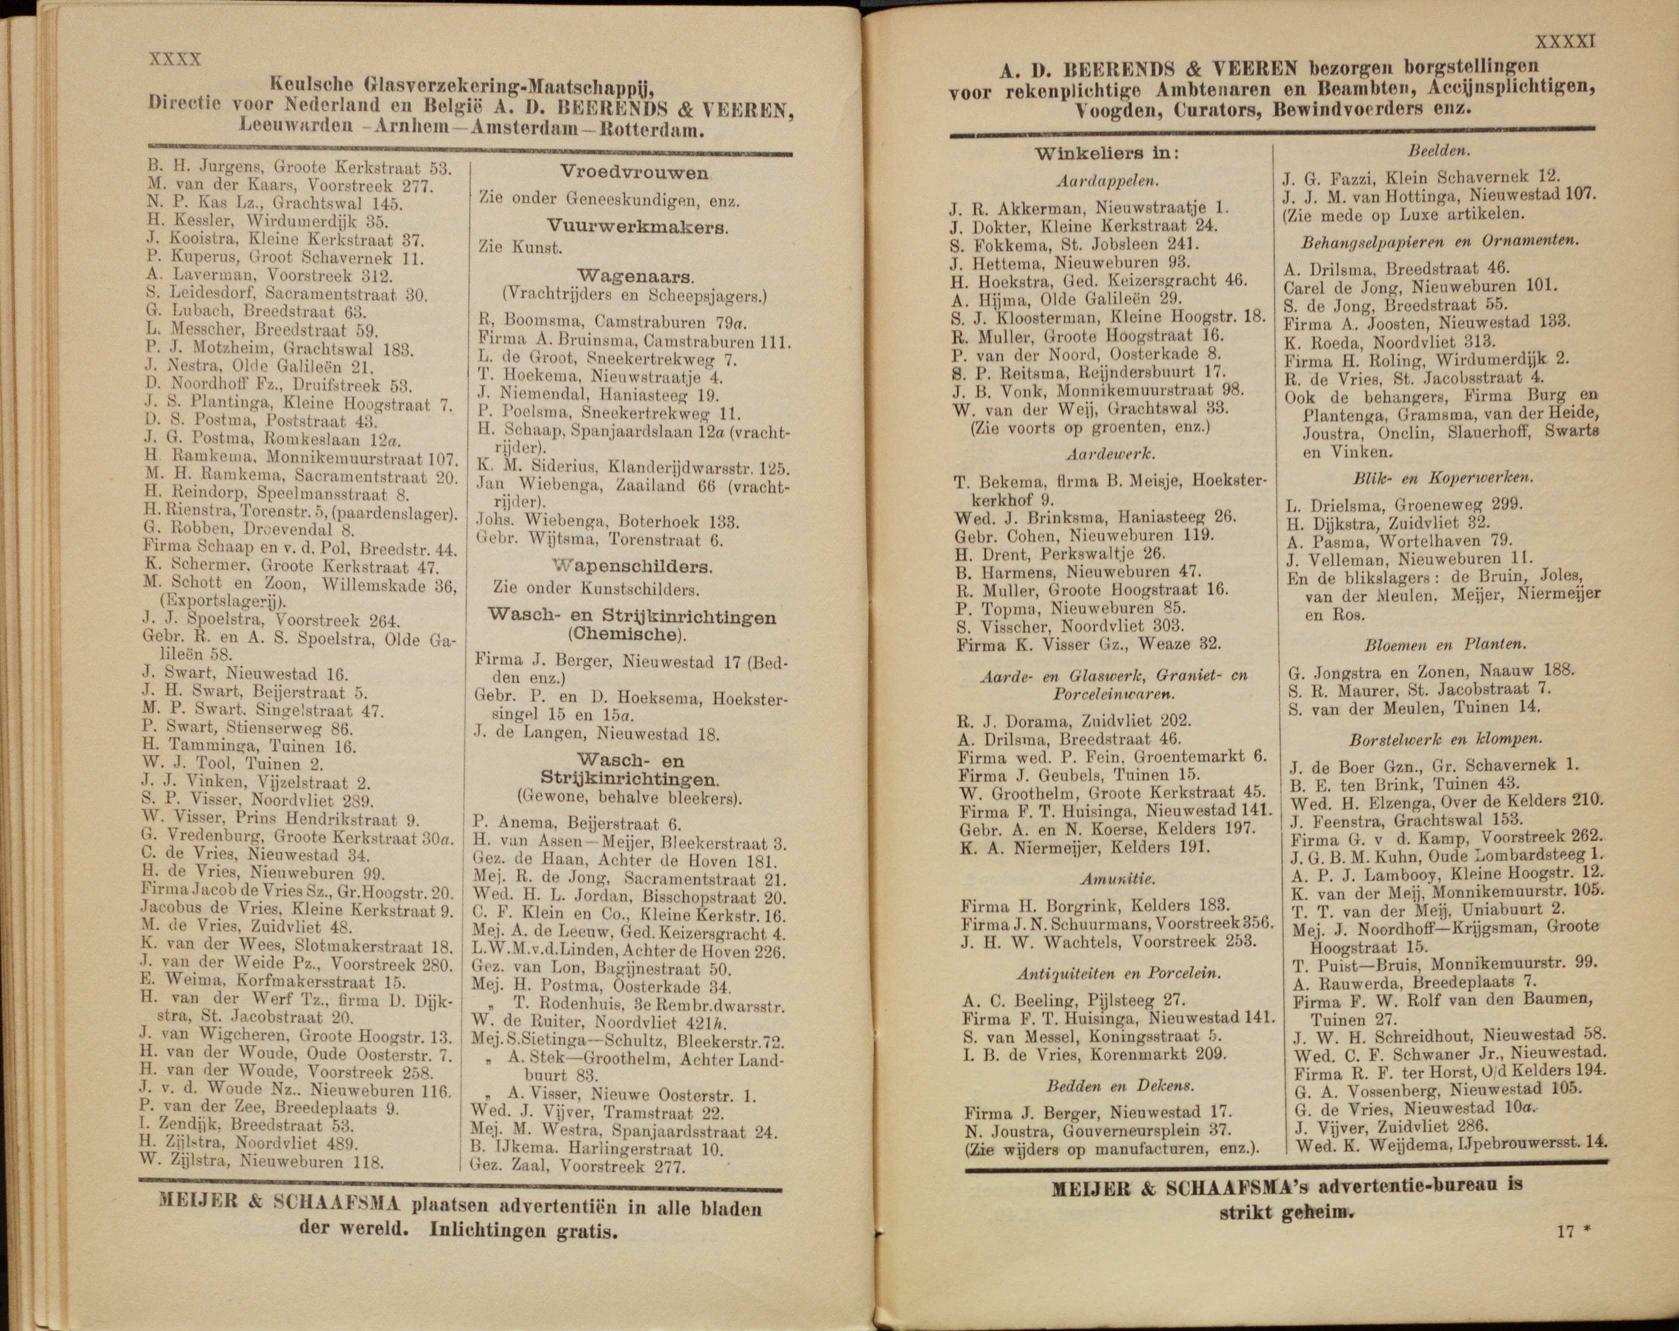 XXXX
Keulsche Glasverzekering-Maatschappij,
Directie voor Nederland en België A. D. BEERENDS & VEEREN,
Leeuwarden – Arnhem — Amsterdam — Rotterdam.
B. H. Jurgens, Groote Kerkstraat 53.
M. van der Kaars, Voorstreek 277.
N. P. Kas Lz., Grachtswal 145.
H. Kessler, Wirdumerdijk 35.
J. Kooistra, Kleine Kerkstraat 37.
P. Kuperus, Groot Schavernek 11.
A. Laverman, Voorstreek 312.
S. Leidesdorf, Sacramentstraat 30.
G. Lubach, Breedstraat 63.
L. Messcher, Breedstraat 59.
P. J. Motzheim, Grachtswal 183.
J. Nestra, Olde Galileën 21.
D. Noordhoff Fz., Druifstreek 53.
J. S. Plantinga, Kleine Hoogstraat 7.
D. S. Postma, Poststraat 43.
J. G. Postma, Romkeslaan 12a.
H. Ramkema, Monnikemuurstraat 107.
M. H. Ramkema, Sacramentstraat 20.
H. Reindorp, Speelmansstraat 8.
H. Rienstra, Torenstr. 5, (paardenslager).
G. Robben, Droevendal 8.
Firma Schaap en v. d. Pol, Breedstr. 44.
K. Schermer, Groote Kerkstraat 47.
M. Schott en Zoon, Willemskade 36,
(Exportslagerij).
J. J. Spoelstra, Voorstreek 264.
Gebr. R. en A. S. Spoelstra, Olde Ga-
lileën 58.
J. Swart, Nieuwestad 16.
J. H. Swart, Beijerstraat 5.
M. P. Swart, Singelstraat 47.
P. Swart, Stienserweg 86.
H. Tamminga, Tuinen 16.
W. J. Tool, Tuinen 2.
J. J. Vinken, Vijzelstraat 2.
S. P. Visser, Noordvliet 289.
W. Visser, Prins Hendrikstraat 9.
G. Vredenburg, Groote Kerkstraat 30a.
C. de Vries, Nieuwestad 34.
H. de Vries, Nieuweburen 99.
Firma Jacob de Vries Sz., Gr. Hoogstr. 20.
Jacobus de Vries, Kleine Kerkstraat 9.
M. de Vries, Zuidvliet 48.
K. van der Wees, Slotmakerstraat 18.
J. van der Weide Pz., Voorstreek 280.
E. Weima, Korfmakersstraat 15.
H. van der Werf Tz., firma D. Dijk-
stra, St. Jacobstraat 20.
J. van Wigcheren, Groote Hoogstr. 13.
H. van der Woude, Oude Oosterstr. 7.
H. van der Woude, Voorstreek 258.
J. v. d. Woude Nz.. Nieuweburen 116.
P. van der Zee, Breedeplaats 9.
I. Zendijk, Breedstraat 53.
H. Zijlstra, Noordvliet 489.
W. Zijlstra, Nieuweburen 118.
Vroedvrouwen
Zie onder Geneeskundigen, enz.
Vuurwerkmakers.
Zie Kunst.
Wagenaars.
(Vrachtrijders en Scheepsjagers.)
R, Boomsma, Camstraburen 79a.
Firma A. Bruinsma, Camstraburen 111.
L. de Groot, Sneekertrekweg 7.
T. Hoekema, Nieuwstraatje 4.
J. Niemendal, Haniasteeg 19.
P. Poelsma, Sneekertrekweg 11.
H. Schaap, Spanjaardslaan 12a (vracht-
rijder).
K. M. Siderius, Klanderijdwarsstr. 125.
Jan Wiebenga, Zaailand 66 (vracht-
rijder).
Johs. Wiebenga, Boterhoek 133.
Gebr. Wijtsma, Torenstraat 6.
Wapenschilders.
Zie onder Kunstschilders.
Wasch- en Strijkinrichtingen
(Chemische).
Firma J. Berger, Nieuwestad 17 (Bed-
den enz.)
Gebr. P. en D. Hoeksema, Hoekster-
singel 15 en 15a.
J. de Langen, Nieuwestad 18.
Wasch- en
Strijkinrichtingen.
(Gewone, behalve bleekers).
P. Anema, Beijerstraat 6.
H. van Assen — Meijer, Bleekerstraat 3.
Gez. de Haan, Achter de Hoven 181.
Mej. R. de Jong, Sacramentstraat 21.
Wed. H. L. Jordan, Bisschopstraat 20.
C. F. Klein en Co., Kleine Kerkstr. 16.
Mej. A. de Leeuw, Ged. Keizersgracht 4.
L. W. M. v. d. Linden, Achter de Hoven 226.
Gez. van Lon, Bagijnestraat 50.
Mej. H. Postma, Oosterkade 34.
„ T. Rodenhuis, 3e Rembr.dwarsstr.
W. de Ruiter, Noordvliet 421h.
Mej. S. Sietinga—Schultz, Bleekerstr. 72.
„ A. Stek—Groothelm, Achter Land-
buurt 83.
„ A. Visser, Nieuwe Oosterstr. 1.
Wed. J. Vijver, Tramstraat 22.
Mej. M. Westra, Spanjaardsstraat 24.
B. IJkema. Harlingerstraat 10.
Gez. Zaal, Voorstreek 277.
MEIJER & SCHAAFSMA plaatsen advertentiën in alle bladen
der wereld. Inlichtingen gratis.
XXXXI
A. D. BEERENDS & VEEREN bezorgen borgstellingen
voor rekenplichtige Ambtenaren en Beambten, Accijnsplichtigen,
Voogden, Curators, Bewindvoerders enz.
Winkeliers in:
Aardappelen.
J. R. Akkerman, Nieuwstraatje 1.
J. Dokter, Kleine Kerkstraat 24.
S. Fokkema, St. Jobsleen 241.
J. Hettema, Nieuweburen 93.
H. Hoekstra, Ged. Keizersgracht 46.
A. Hijma, Olde Galileën 29.
S. J. Kloosterman, Kleine Hoogstr. 18.
R. Muller, Groote Hoogstraat 16.
P. van der Noord, Oosterkade 8.
S. P. Reitsma, Reijndersbuurt 17.
J. B. Vonk, Monnikemuurstraat 98.
W. van der Weij, Grachtswal 33.
(Zie voorts op groenten, enz.)
Aardewerk.
T. Bekema, firma B. Meisje, Hoekster-
kerkhof 9.
Wed. J. Brinksma, Haniasteeg 26.
Gebr. Cohen, Nieuweburen 119.
H. Drent, Perkswaltje 26.
B. Harmens, Nieuweburen 47.
R. Muller, Groote Hoogstraat 16.
P. Topma, Nieuweburen 85.
S. Visscher, Noordvliet 303.
Firma K. Visser Gz., Weaze 32.
Aarde- en Glaswerk, Graniet- en
Porceleinwaren.
R. J. Dorama, Zuidvliet 202.
A. Drilsma, Breedstraat 46.
Firma wed. P. Fein, Groentemarkt 6.
Firma J. Geubels, Tuinen 15.
W. Groothelm, Groote Kerkstraat 45.
Firma F. T. Huisinga, Nieuwestad 141.
Gebr. A. en N. Koerse, Kelders 197.
K. A. Niermeijer, Kelders 191.
Amunitie.
Firma H. Borgrink, Kelders 183.
Firma J. N. Schuurmans, Voorstreek 356.
J. H. W. Wachtels, Voorstreek 253.
Antiquiteiten en Porcelein.
A. C. Beeling, Pijlsteeg 27.
Firma F. T. Huisinga, Nieuwestad 141.
S. van Messel, Koningsstraat 5.
I. B. de Vries, Korenmarkt 209.
Bedden en Dekens.
Firma J. Berger, Nieuwestad 17.
N. Joustra, Gouverneursplein 37.
(Zie wijders op manufacturen, enz.).
Beelden.
J. G. Fazzi, Klein Schavernek 12.
J. J. M. van Hottinga, Nieuwestad 107.
(Zie mede op Luxe artikelen.
Behangselpapieren en Ornamenten.
A. Drilsma, Breedstraat 46.
Carel de Jong, Nieuweburen 101.
S. de Jong, Breedstraat 55.
Firma A. Joosten, Nieuwestad 133.
K. Roeda, Noordvliet 313.
Firma H. Roling, Wirdumerdijk 2.
R. de Vries, St. Jacobsstraat 4.
Ook de behangers, Firma Burg en
Plantenga, Gramsma, van der Heide,
Joustra, Onclin, Slauerhoff, Swarts
en Vinken.
Blik- en Koperwerken.
L. Drielsma, Groeneweg 299.
H. Dijkstra, Zuidvliet 32.
A. Pasma, Wortelhaven 79.
J. Velleman, Nieuweburen 11.
En de blikslagers: de Bruin, Joles,
van der Meulen, Meijer, Niermeijer
en Ros.
Bloemen en Planten.
G. Jongstra en Zonen, Naauw 188.
S. R. Maurer, St. Jacobstraat 7.
S. van der Meulen, Tuinen 14.
Borstelwerk en klompen.
J. de Boer Gzn., Gr. Schavernek 1.
B. E. ten Brink, Tuinen 43.
Wed. H. Elzenga, Over de Kelders 210.
J. Feenstra, Grachtswal 153.
Firma G. v d. Kamp, Voorstreek 262.
J. G. B. M. Kuhn, Oude Lombardsteeg 1.
A. P. J. Lambooy, Kleine Hoogstr. 12.
K. van der Meij, Monnikemuurstr. 105.
T. T. van der Meij, Uniabuurt 2.
Mej. J. Noordhoff—Krijgsman, Groote
Hoogstraat 15.
T. Puist—Bruis, Monnikemuurstr. 99.
A. Rauwerda, Breedeplaats 7.
Firma F. W. Rolf van den Baumen,
Tuinen 27.
J. W. H. Schreidhout, Nieuwestad 58.
Wed. C. F. Schwaner Jr., Nieuwestad.
Firma R. F. ter Horst, O/d Kelders 194.
G. A. Vossenberg, Nieuwestad 105.
G. de Vries, Nieuwestad 10a.
J. Vijver, Zuidvliet 286.
Wed. K. Weijdema, IJpebrouwersst. 14.
MEIJER & SCHAAFSMA's advertentie-bureau is
strikt geheim.
17 *